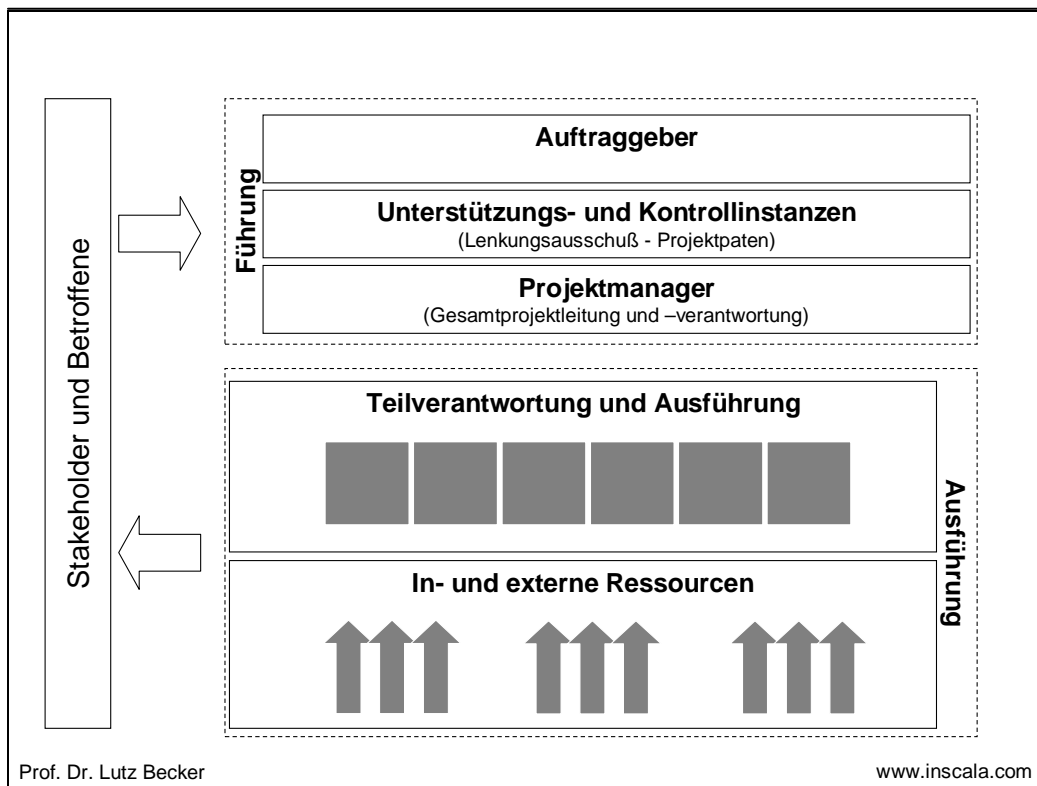 Stakeholder und Betroffene
Führung
Auftraggeber
Unterstützungs- und Kontrollinstanzen
(Lenkungsausschuß - Projektpaten)
Projektmanager
(Gesamtprojektleitung und –verantwortung)
Teilverantwortung und Ausführung
In- und externe Ressourcen
Ausführung
Prof. Dr. Lutz Becker
www.inscala.com